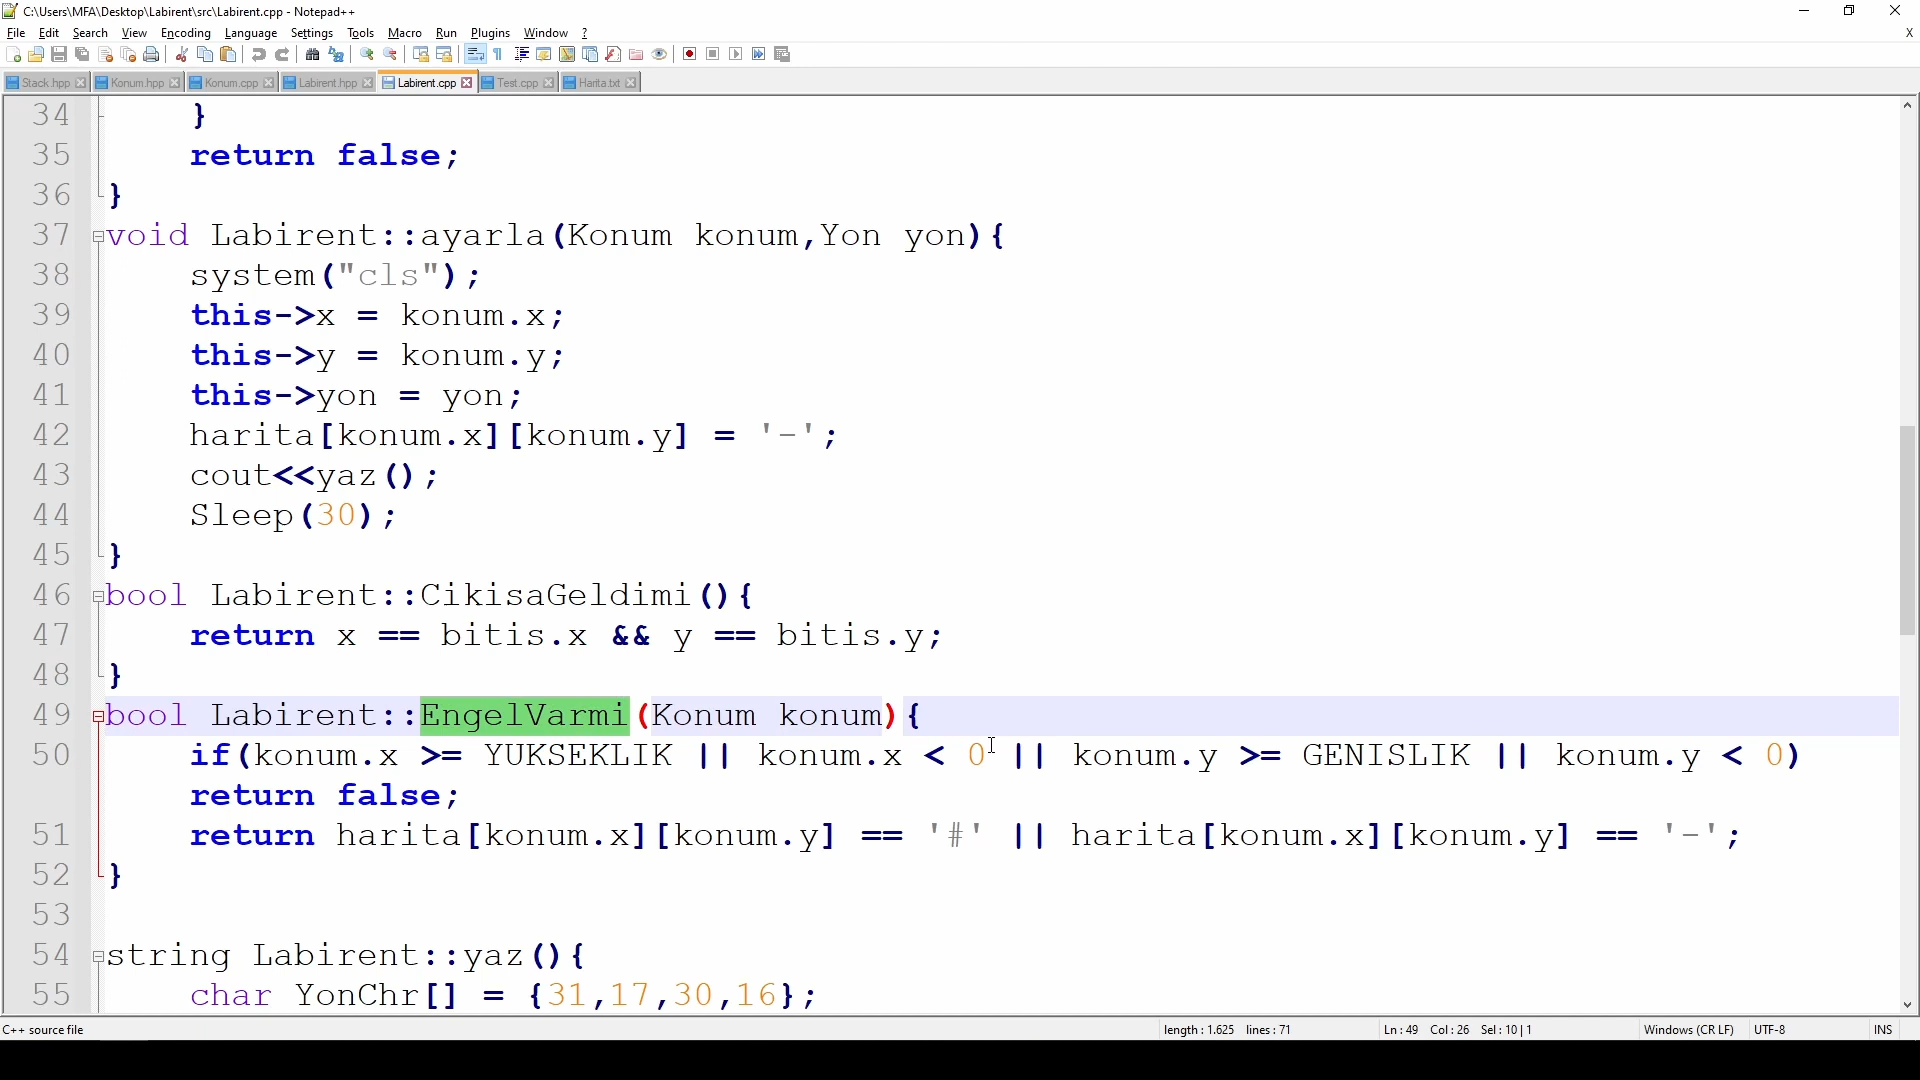 C:\Users\MFA\Desktop\Labirent\src\Labirent.cpp - Notepad++
File Edit Search View Encoding Language Settings Tools Macro Run Plugins Window ? X
Stack.hpp Konum.hpp Konum.cpp Labirent.hpp Labirent.cpp Test.cpp Harita.txt
34 }
35 return false;
36 }
37 void Labirent::ayarla(Konum konum,Yon yon){
38 system("cls");
39 this->x = konum.x;
40 this->y = konum.y;
41 this->yon = yon;
42 harita[konum.x][konum.y] = '-';
43 cout<<yaz();
44 Sleep(30);
45 }
46 bool Labirent::CikisaGeldimi(){
47 return x == bitis.x && y == bitis.y;
48 }
49 bool Labirent::EngelVarmi(Konum konum){
50 if(konum.x >= YUKSEKLIK || konum.x < 0 || konum.y >= GENISLIK || konum.y < 0)
return false;
51 return harita[konum.x][konum.y] == '#' || harita[konum.x][konum.y] == '-';
52 }
53
54 string Labirent::yaz(){
55 char YonChr[] = {31,17,30,16};
C++ source file length : 1.625 lines : 71 Ln : 49 Col : 26 Sel : 10 | 1 Windows (CR LF) UTF-8 INS